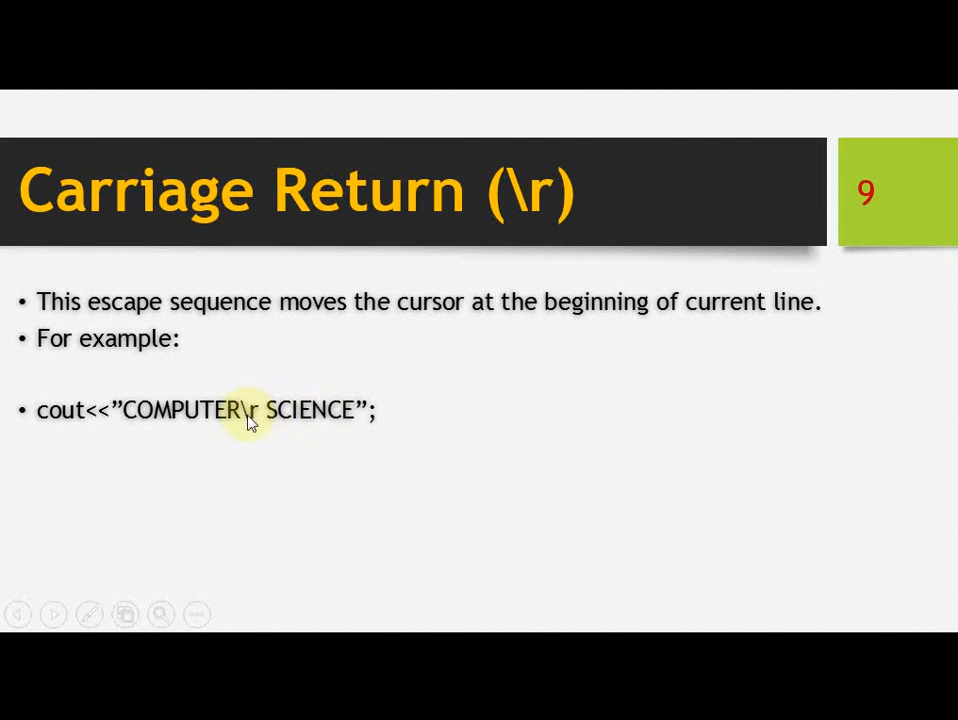 Carriage Return (\r)
9
• This escape sequence moves the cursor at the beginning of current line.
• For example:
• cout<<”COMPUTER\r SCIENCE”;